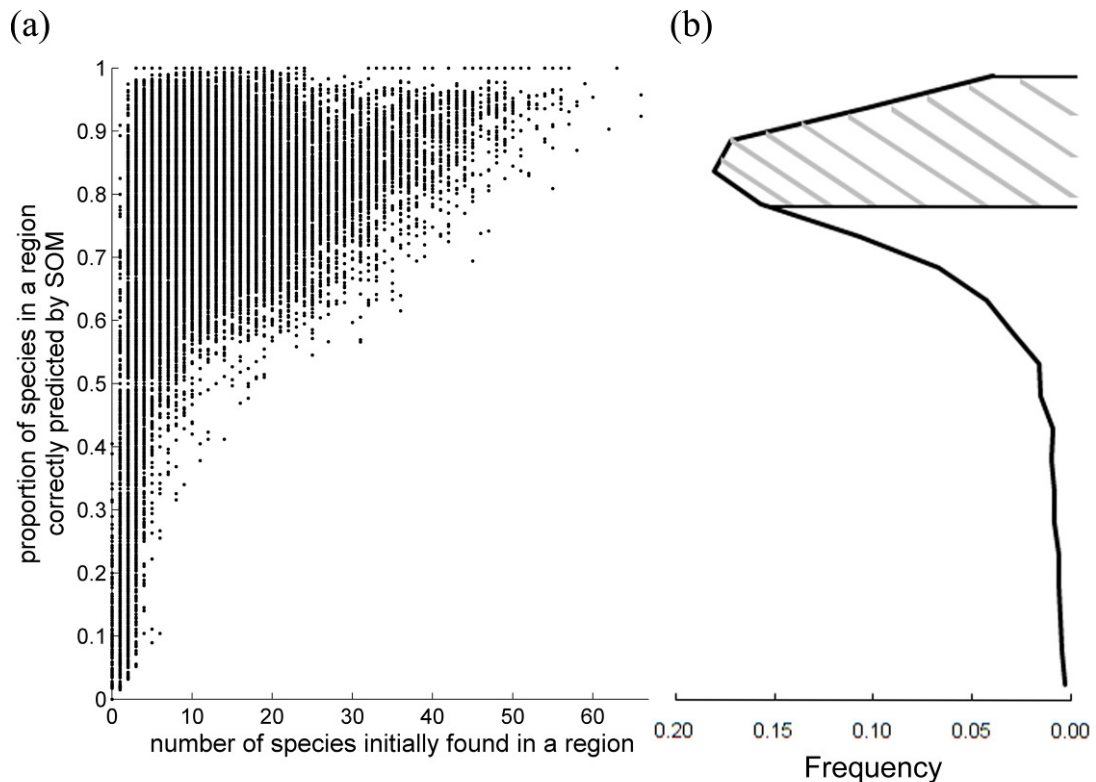 (a)
1
0.9
0.8
0.7
0.6
0.5
0.4
0.3
0.2
0.1
0
proportion of species in a region
correctly predicted by SOM
0 10 20 30 40 50 60
number of species initially found in a region
(b)
0.20 0.15 0.10 0.05 0.00
Frequency